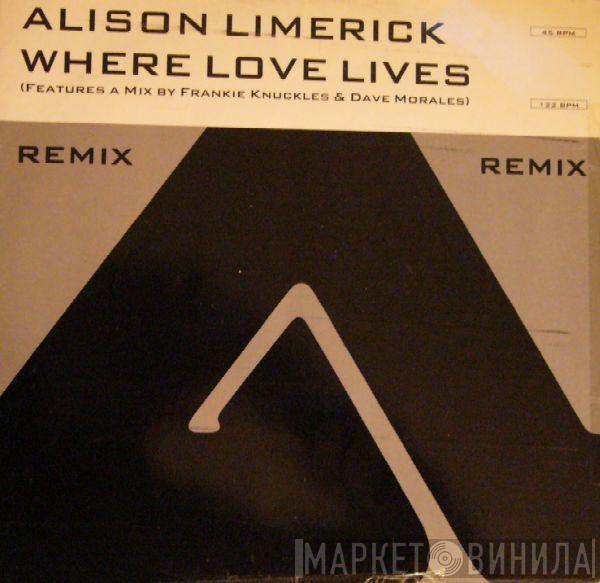 ALISON LIMERICK
45 RPM
WHERE LOVE LIVES
(FEATURES A MIX BY FRANKIE KNUCKLES & DAVE MORALES)
122 BPM
REMIX
REMIX
МАРКЕТ ВИНИЛА